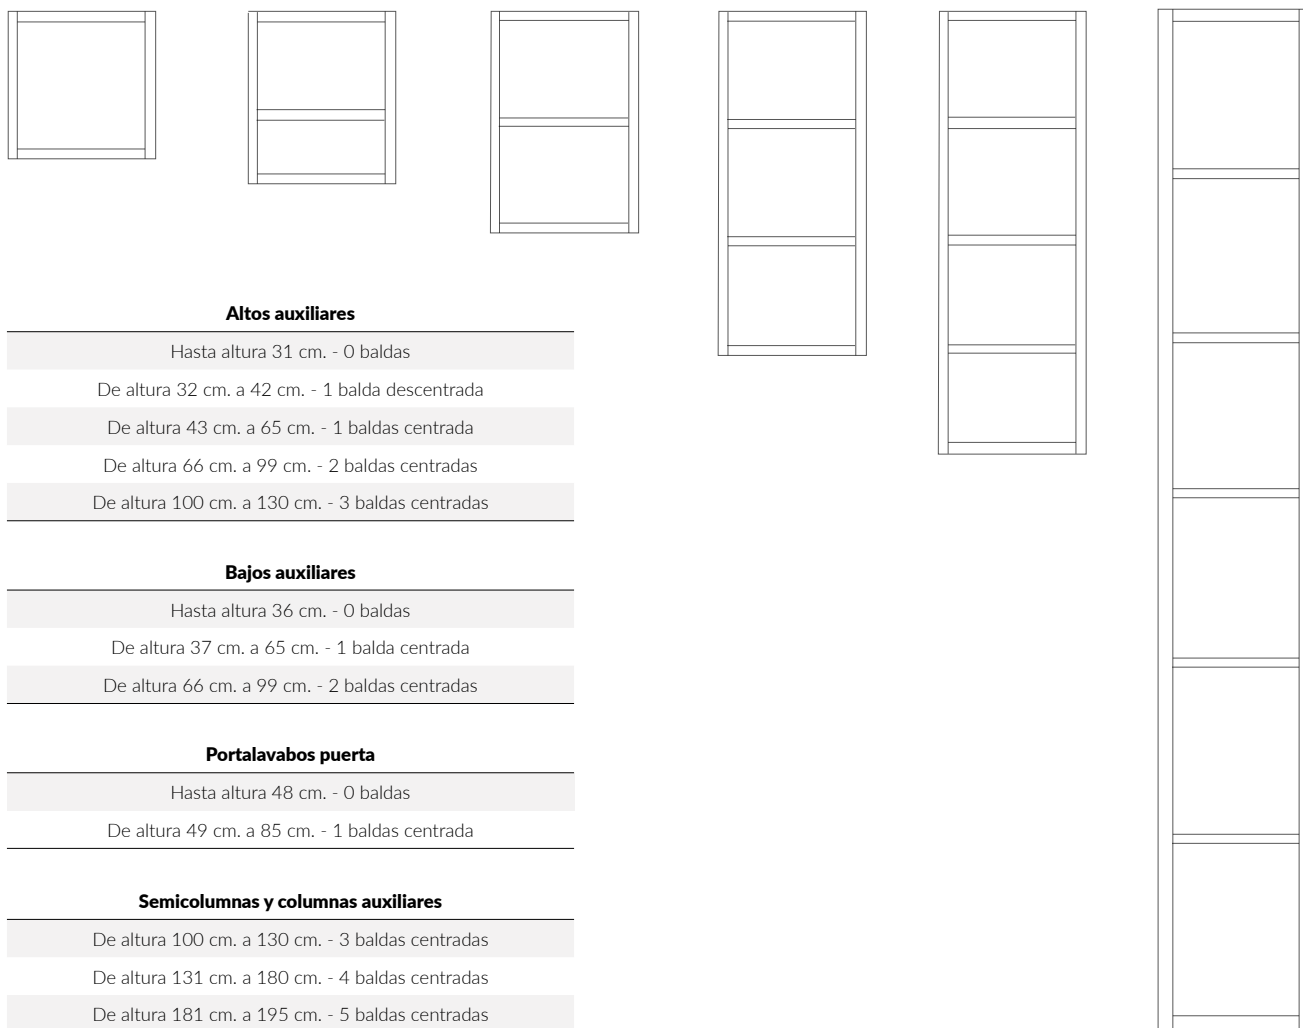 Altos auxiliares
Hasta altura 31 cm. - 0 baldas
De altura 32 cm. a 42 cm. - 1 balda descentrada
De altura 43 cm. a 65 cm. - 1 baldas centrada
De altura 66 cm. a 99 cm. - 2 baldas centradas
De altura 100 cm. a 130 cm. - 3 baldas centradas
Bajos auxiliares
Hasta altura 36 cm. - 0 baldas
De altura 37 cm. a 65 cm. - 1 balda centrada
De altura 66 cm. a 99 cm. - 2 baldas centradas
Portalavabos puerta
Hasta altura 48 cm. - 0 baldas
De altura 49 cm. a 85 cm. - 1 baldas centrada
Semicolumnas y columnas auxiliares
De altura 100 cm. a 130 cm. - 3 baldas centradas
De altura 131 cm. a 180 cm. - 4 baldas centradas
De altura 181 cm. a 195 cm. - 5 baldas centradas